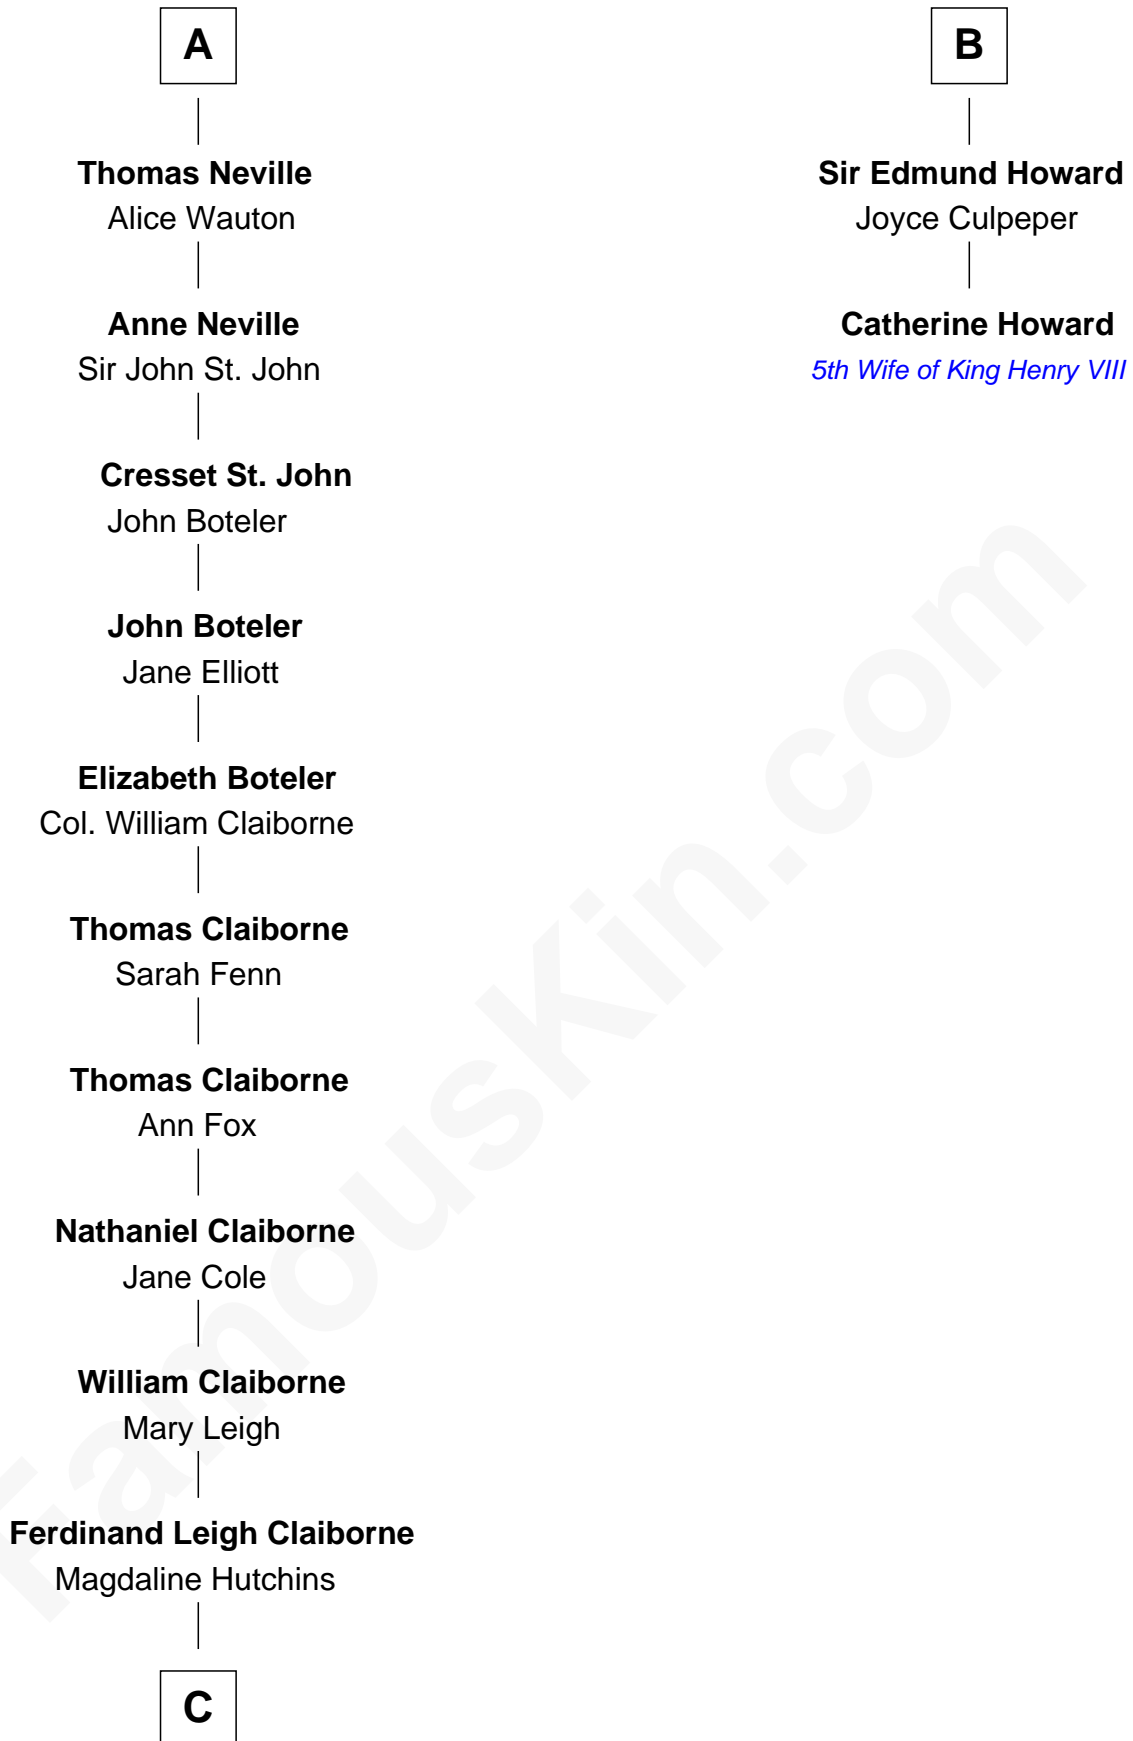 A
Thomas Neville
Alice Wauton
Anne Neville
Sir John St. John
Cresset St. John
John Boteler
John Boteler
Jane Elliott
Elizabeth Boteler
Col. William Claiborne
Thomas Claiborne
Sarah Fenn
Thomas Claiborne
Ann Fox
Nathaniel Claiborne
Jane Cole
William Claiborne
Mary Leigh
Ferdinand Leigh Claiborne
Magdaline Hutchins
C
B
Sir Edmund Howard
Joyce Culpeper
Catherine Howard
5th Wife of King Henry VIII
FamousKin.com